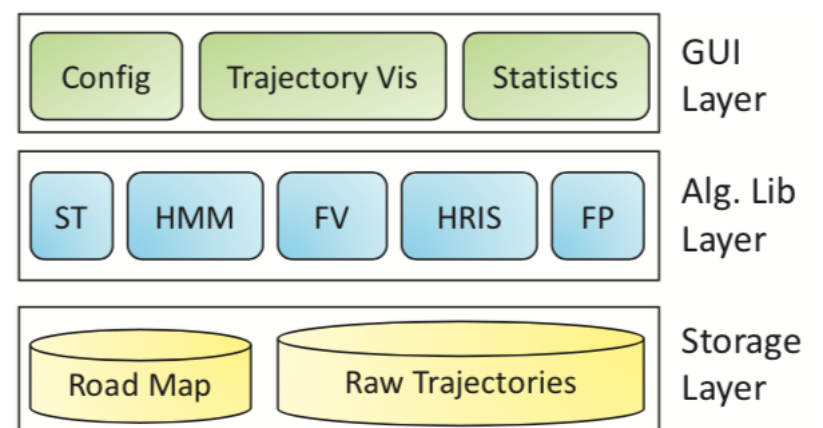 Config
Trajectory Vis
Statistics
GUI
Layer
ST
HMM
FV
HRIS
FP
Alg. Lib
Layer
Road Map
Raw Trajectories
Storage
Layer